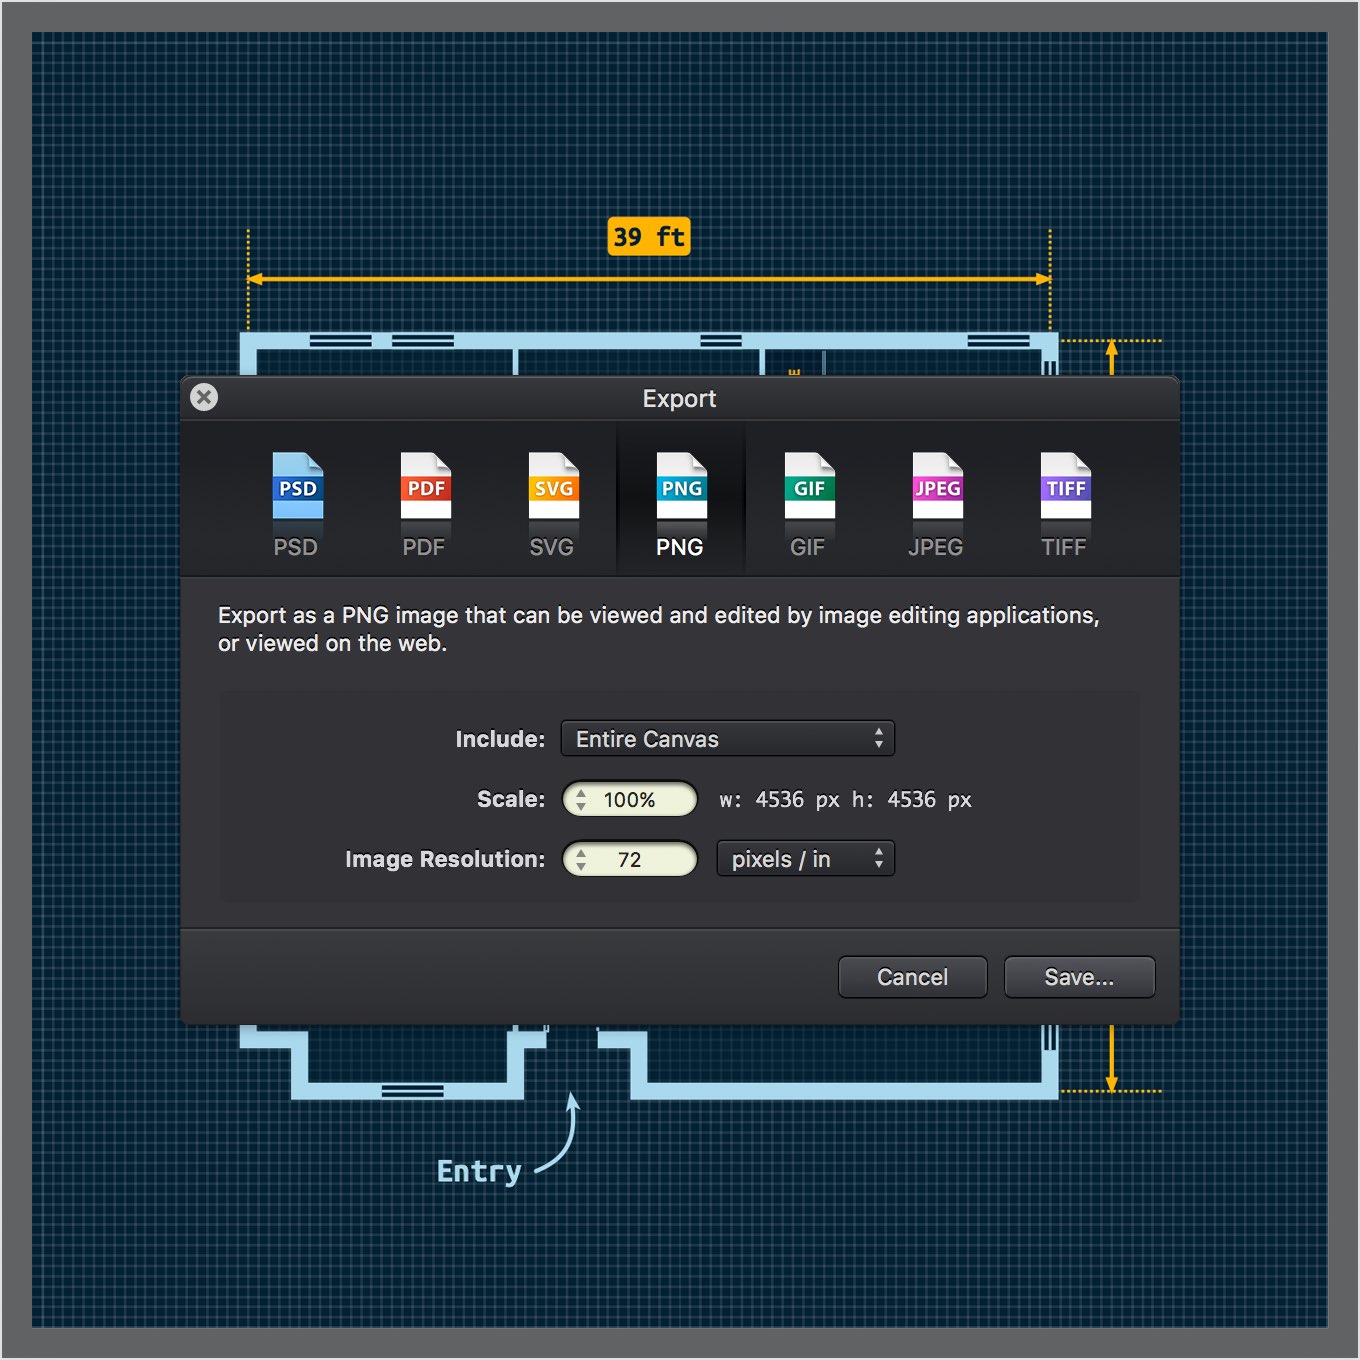 39 ft
Export
PSD PDF SVG PNG GIF JPEG TIFF
PSD PDF SVG PNG GIF JPEG TIFF
Export as a PNG image that can be viewed and edited by image editing applications,
or viewed on the web.
Include: Entire Canvas
Scale: 100% w: 4536 px h: 4536 px
Image Resolution: 72 pixels / in
Cancel Save...
Entry